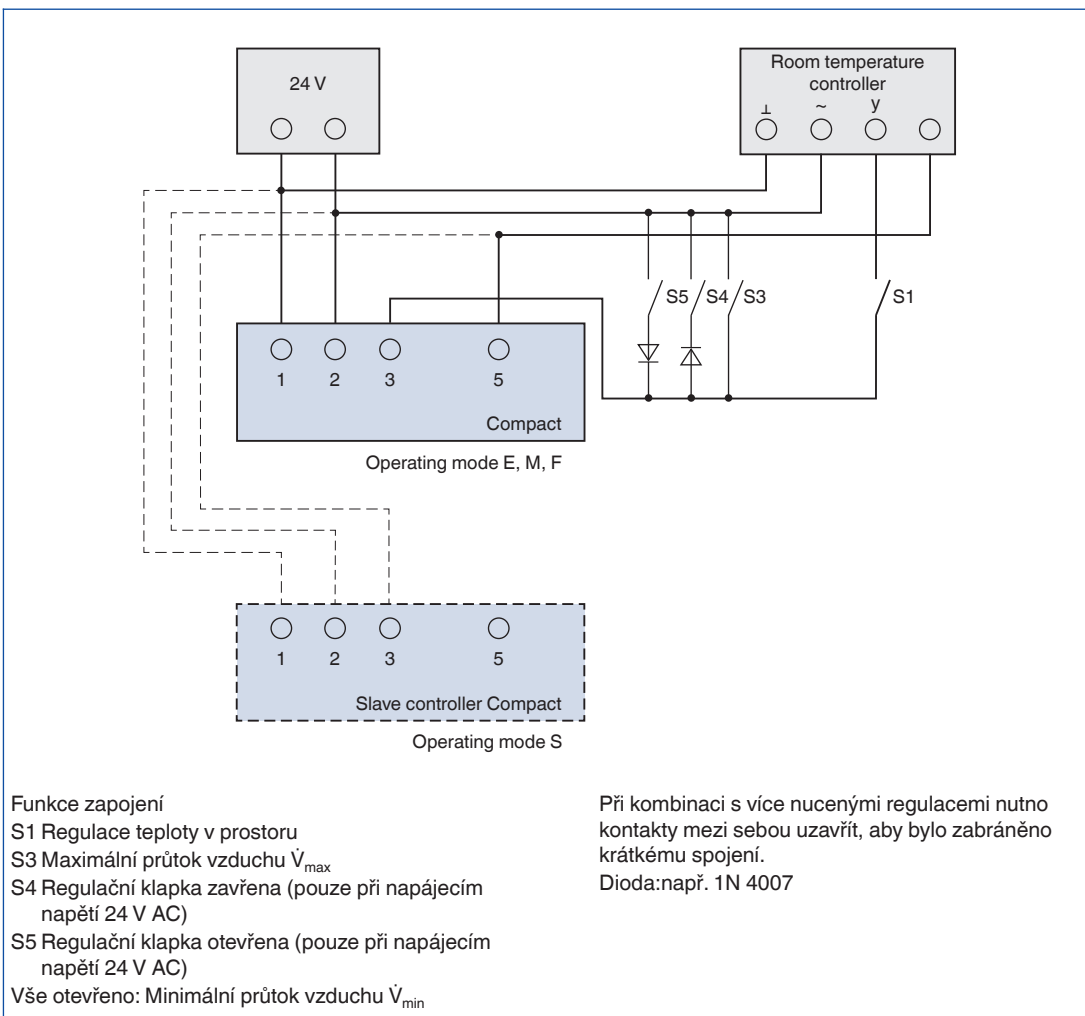 24 V
Room temperature
controller
⊥ ~ y
S5 S4 S3 S1
1 2 3 5
Compact
Operating mode E, M, F
1 2 3 5
Slave controller Compact
Operating mode S
Funkce zapojení
S1 Regulace teploty v prostoru
S3 Maximální průtok vzduchu V̇max
S4 Regulační klapka zavřena (pouze při napájecím
napětí 24 V AC)
S5 Regulační klapka otevřena (pouze při napájecím
napětí 24 V AC)
Vše otevřeno: Minimální průtok vzduchu V̇min
Při kombinaci s více nucenými regulacemi nutno
kontakty mezi sebou uzavřít, aby bylo zabráněno
krátkému spojení.
Dioda:např. 1N 4007